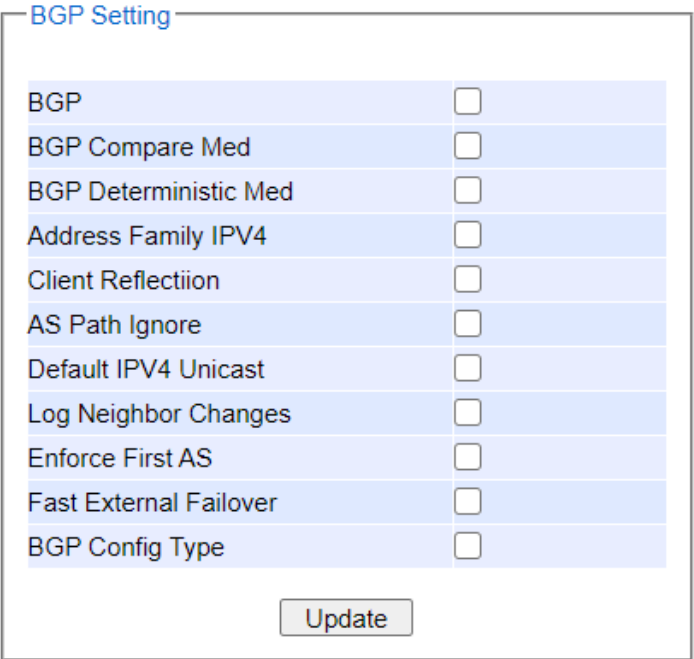 BGP Setting
BGP
BGP Compare Med
BGP Deterministic Med
Address Family IPV4
Client Reflectiion
AS Path Ignore
Default IPV4 Unicast
Log Neighbor Changes
Enforce First AS
Fast External Failover
BGP Config Type
Update